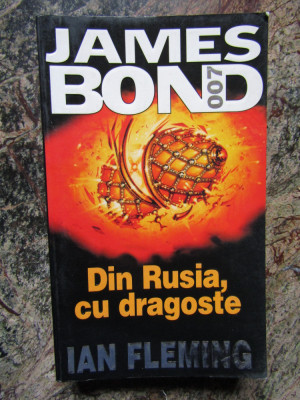 JAMES
BOND
007
Din Rusia,
cu dragoste
IAN FLEMING